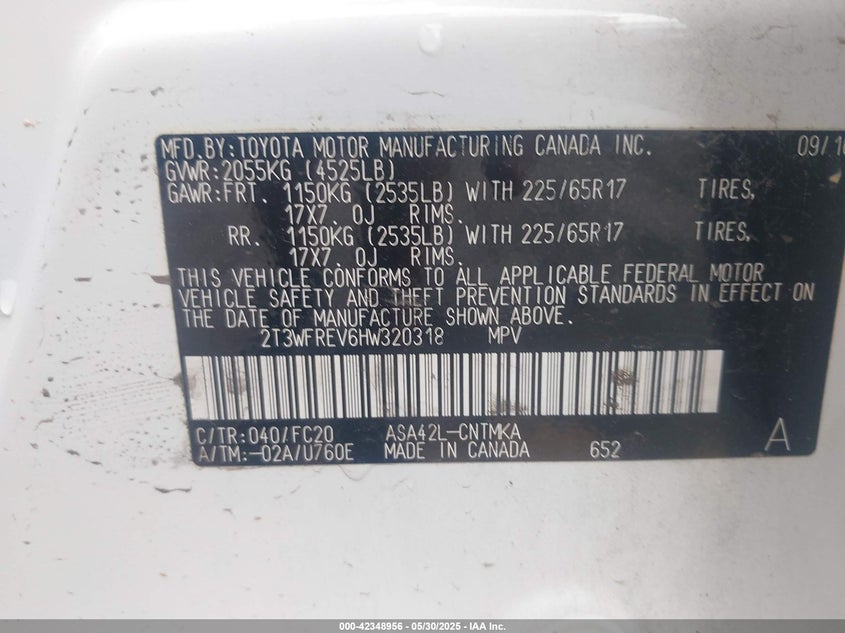 MFD.BY:TOYOTA MOTOR MANUFACTURING CANADA INC. 09/16
GVWR:2055KG (4525LB)
GAWR:FRT. 1150KG (2535LB) WITH 225/65R17 TIRES,
17X7.0J RIMS.
RR. 1150KG (2535LB) WITH 225/65R17 TIRES,
17X7.0J RIMS.
THIS VEHICLE CONFORMS TO ALL APPLICABLE FEDERAL MOTOR
VEHICLE SAFETY AND THEFT PREVENTION STANDARDS IN EFFECT ON
THE DATE OF MANUFACTURE SHOWN ABOVE.
2T3WFREV6HW320318 MPV
C/TR:040/FC20 ASA42L-CNTMKA A
A/TM:-02A/U760E MADE IN CANADA 652
000-42348956 - 05/30/2025 - IAA Inc.